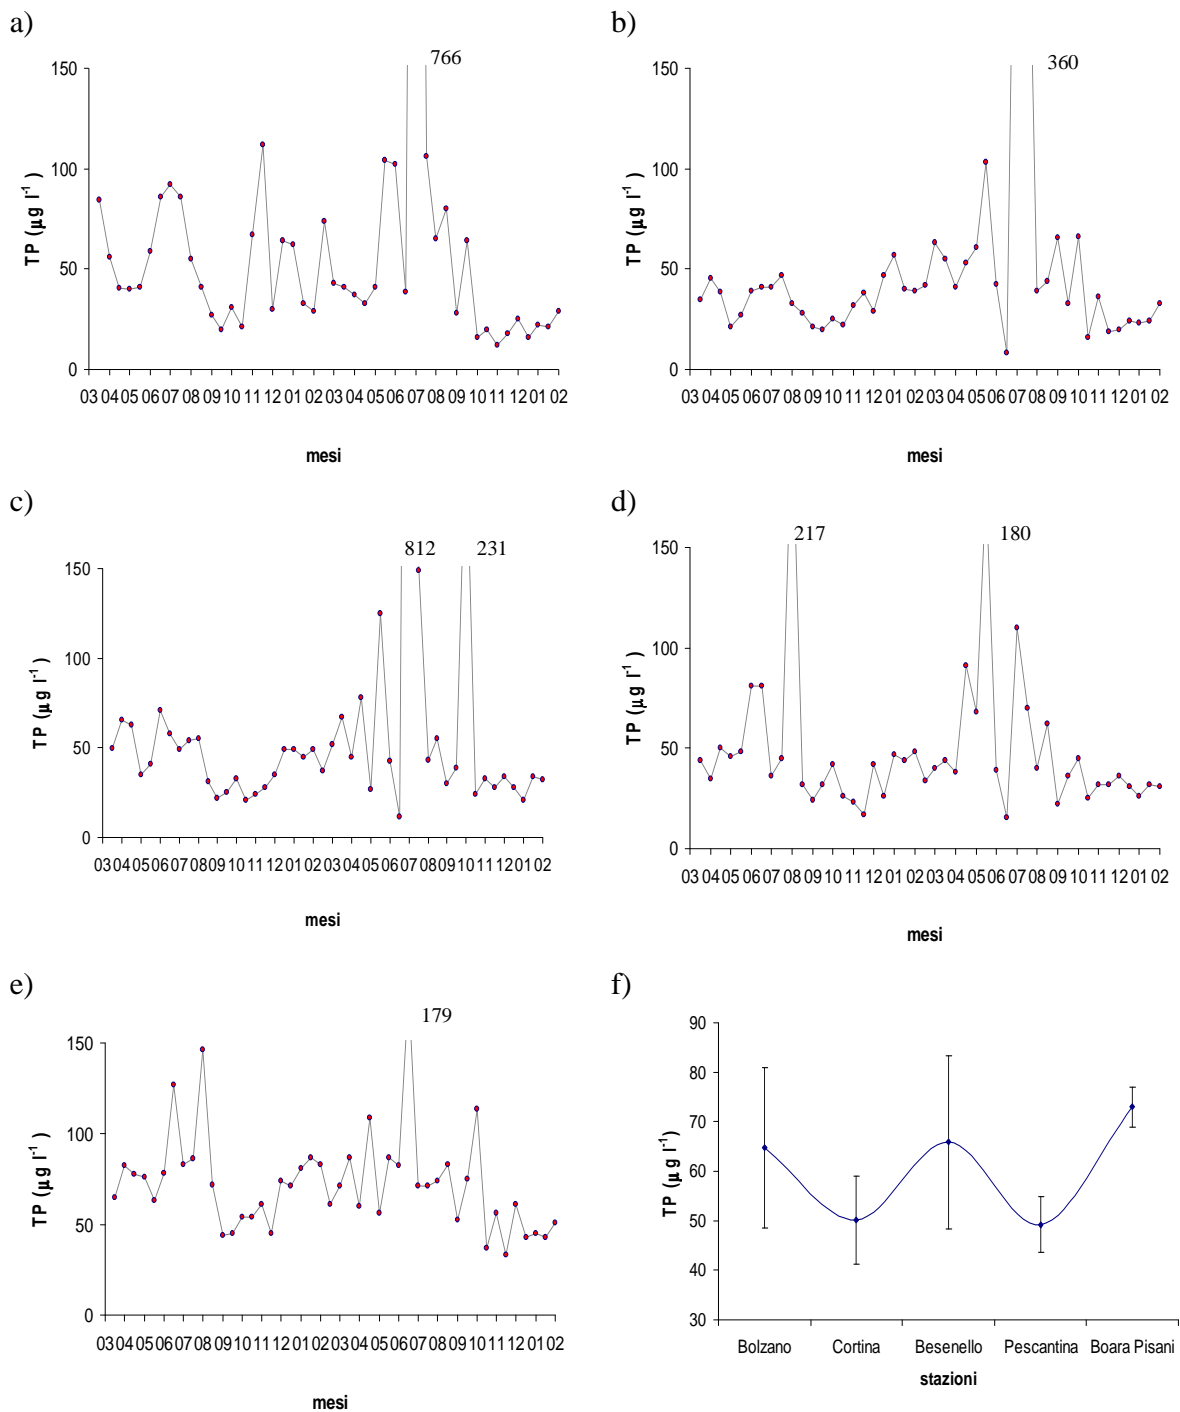 a)
766
150
100
50
0
TP (µg l⁻¹)
03 04 05 06 07 08 09 10 11 12 01 02 03 04 05 06 07 08 09 10 11 12 01 02
mesi
b)
360
150
100
50
0
TP (µg l⁻¹)
03 04 05 06 07 08 09 10 11 12 01 02 03 04 05 06 07 08 09 10 11 12 01 02
mesi
c)
812
231
150
100
50
0
TP (µg l⁻¹)
03 04 05 06 07 08 09 10 11 12 01 02 03 04 05 06 07 08 09 10 11 12 01 02
mesi
d)
217
180
150
100
50
0
TP (µg l⁻¹)
03 04 05 06 07 08 09 10 11 12 01 02 03 04 05 06 07 08 09 10 11 12 01 02
mesi
e)
179
150
100
50
0
TP (µg l⁻¹)
03 04 05 06 07 08 09 10 11 12 01 02 03 04 05 06 07 08 09 10 11 12 01 02
mesi
f)
90
80
70
60
50
40
30
TP (µg l⁻¹)
Bolzano Cortina Besenello Pescantina Boara Pisani
stazioni